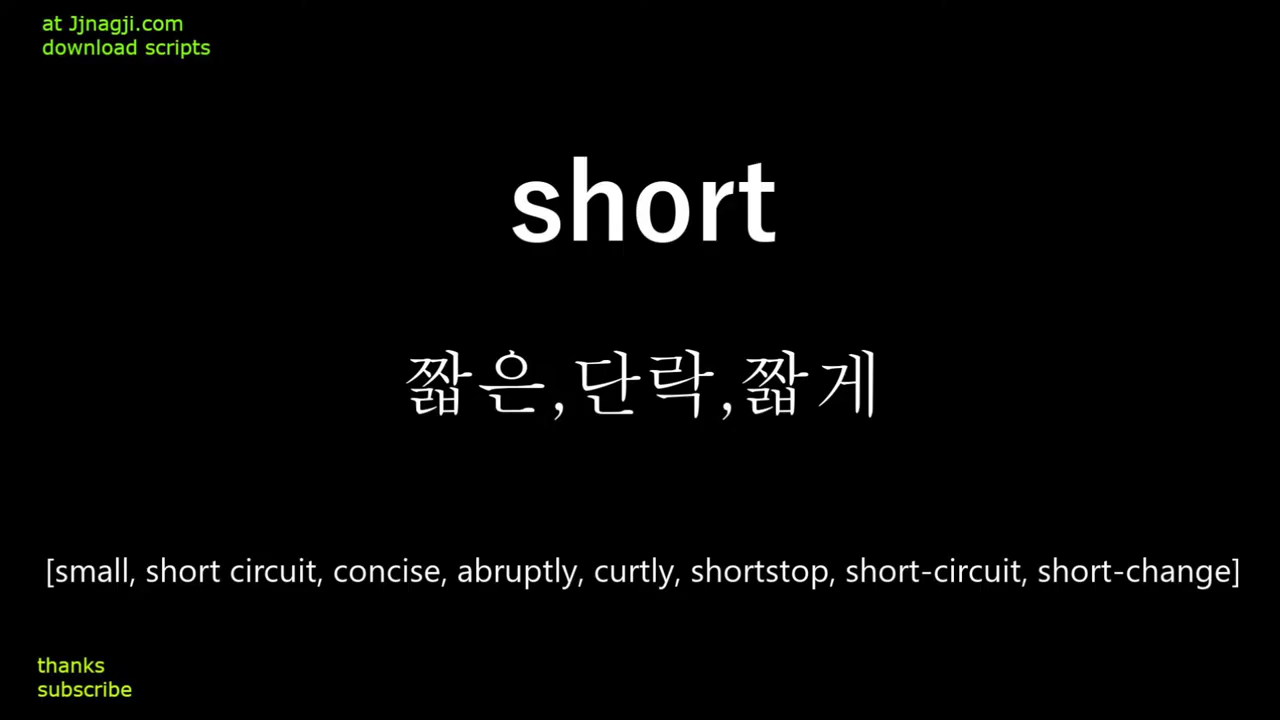 at Jjnagji.com
download scripts
short
짧은,단락,짧게
[small, short circuit, concise, abruptly, curtly, shortstop, short-circuit, short-change]
thanks
subscribe